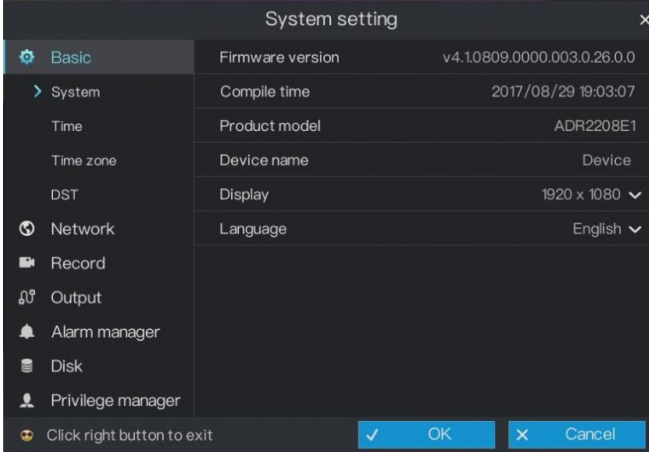 System setting
Basic
System
Time
Time zone
DST
Network
Record
Output
Alarm manager
Disk
Privilege manager
Firmware version v4.1.0809.0000.003.0.26.0.0
Compile time 2017/08/29 19:03:07
Product model ADR2208E1
Device name Device
Display 1920 x 1080
Language English
Click right button to exit
OK
Cancel